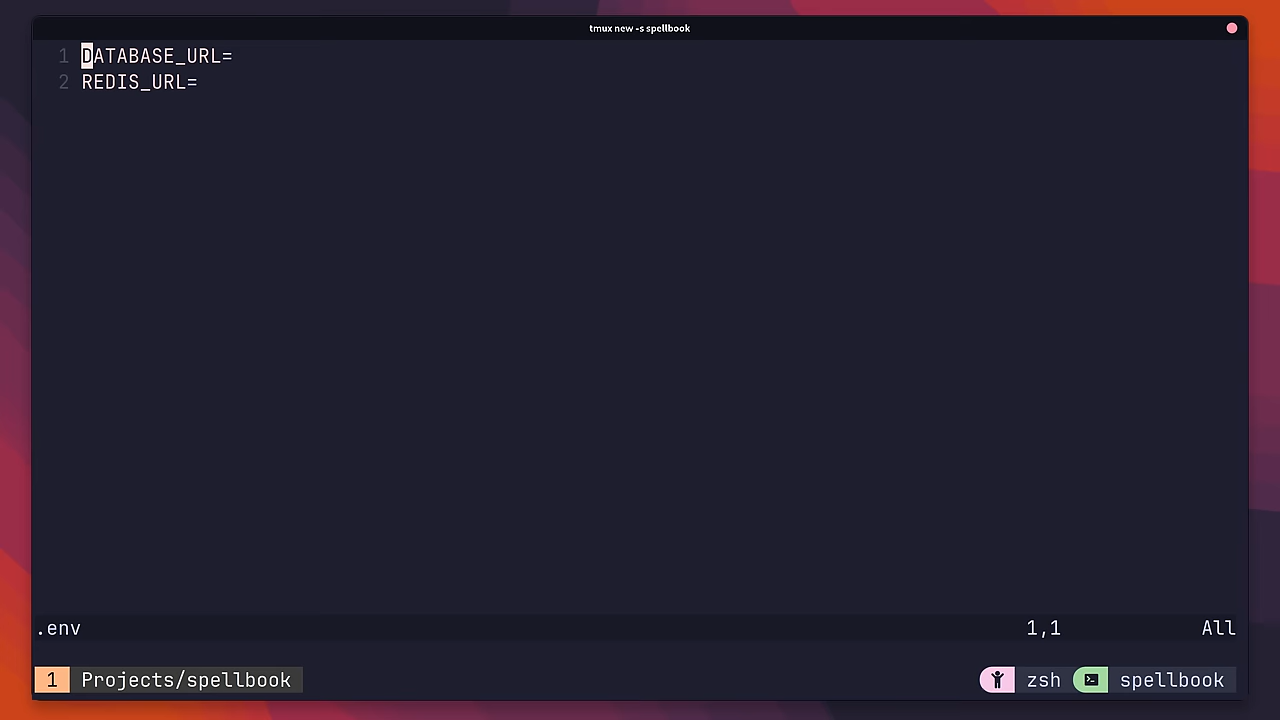 tmux new -s spellbook
1 DATABASE_URL=
2 REDIS_URL=
.env 1,1 All
1 Projects/spellbook zsh spellbook